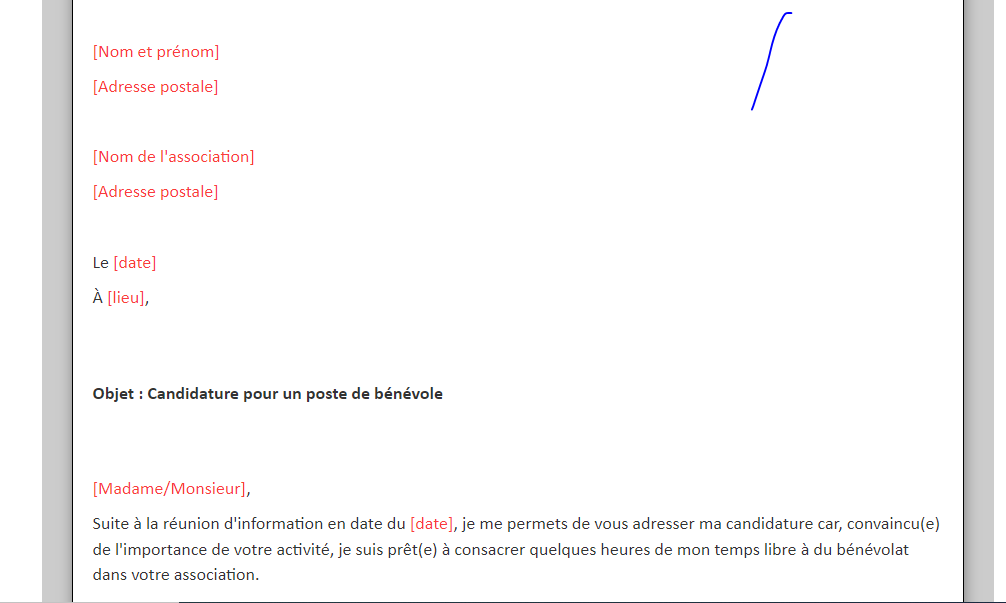 [Nom et prénom]
[Adresse postale]
[Nom de l'association]
[Adresse postale]
Le [date]
À [lieu],
Objet : Candidature pour un poste de bénévole
[Madame/Monsieur],
Suite à la réunion d'information en date du [date], je me permets de vous adresser ma candidature car, convaincu(e)
de l'importance de votre activité, je suis prêt(e) à consacrer quelques heures de mon temps libre à du bénévolat
dans votre association.